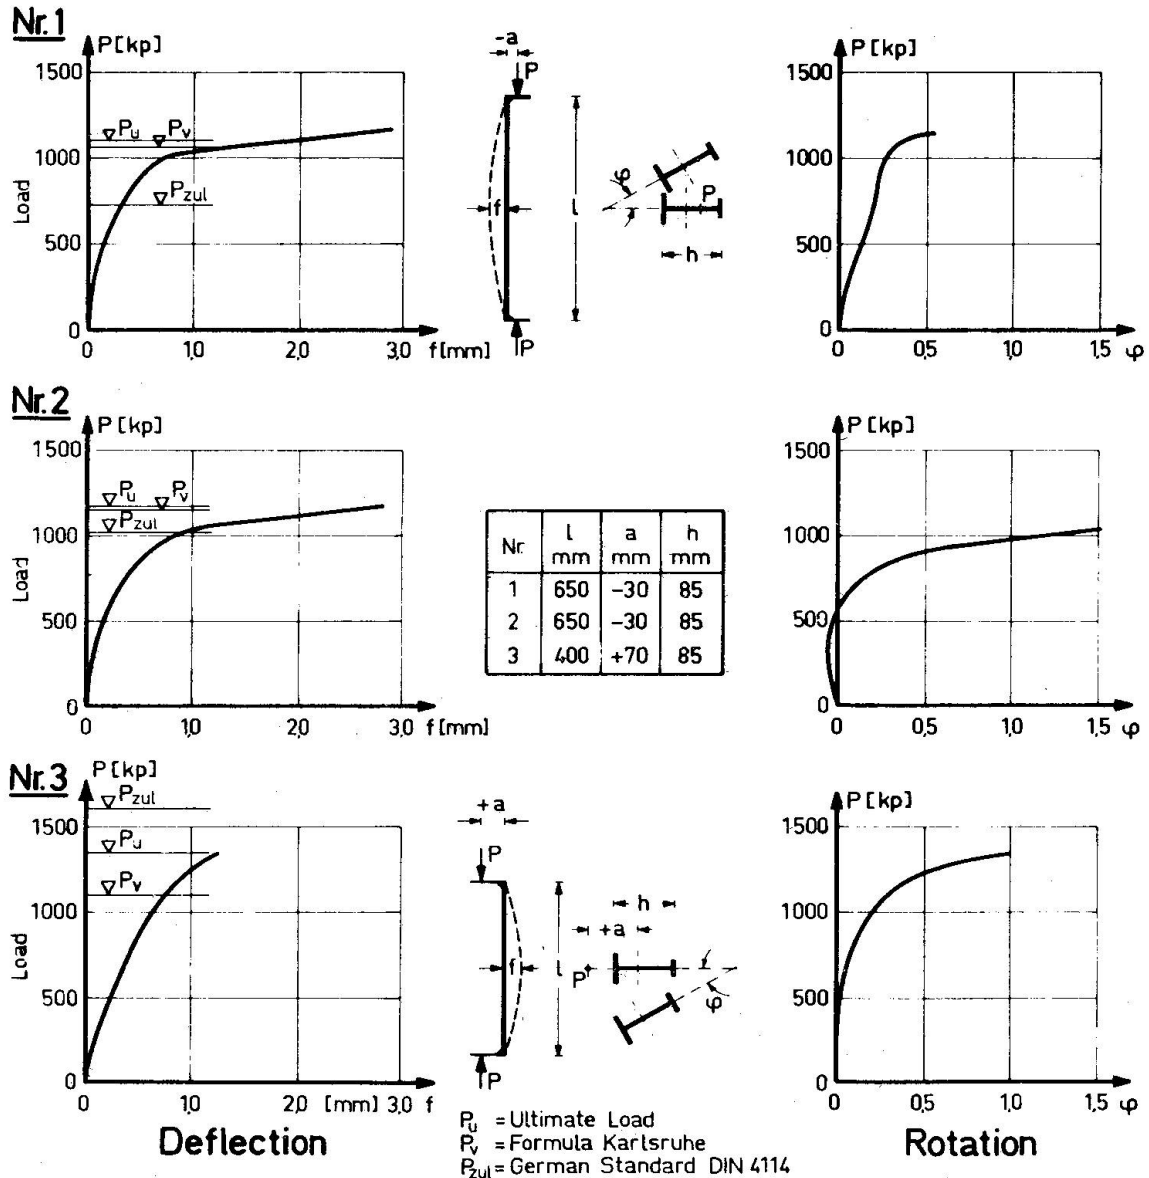 Nr.1
P [kp]
1500
1000
500
0
Load
Pu
Pv
Pzul
0 1,0 2,0 3,0 f [mm]
-a
P
f
l
P
φ
P
h
P [kp]
1500
1000
500
0
0 0,5 1,0 1,5 φ
Nr.2
P [kp]
1500
1000
500
0
Load
Pu
Pv
Pzul
0 1,0 2,0 3,0 f [mm]
Nr. l mm a mm h mm
1 650 -30 85
2 650 -30 85
3 400 +70 85
P [kp]
1500
1000
500
0
0 0,5 1,0 1,5 φ
Nr.3
P [kp]
1500
1000
500
0
Load
Pzul
Pu
Pv
0 1,0 2,0 [mm] 3,0 f
Deflection
+a
P
f
l
P
h
+a
P
φ
Pu = Ultimate Load
Pv = Formula Karlsruhe
Pzul = German Standard DIN 4114
P [kp]
1500
1000
500
0
0 0,5 1,0 1,5 φ
Rotation